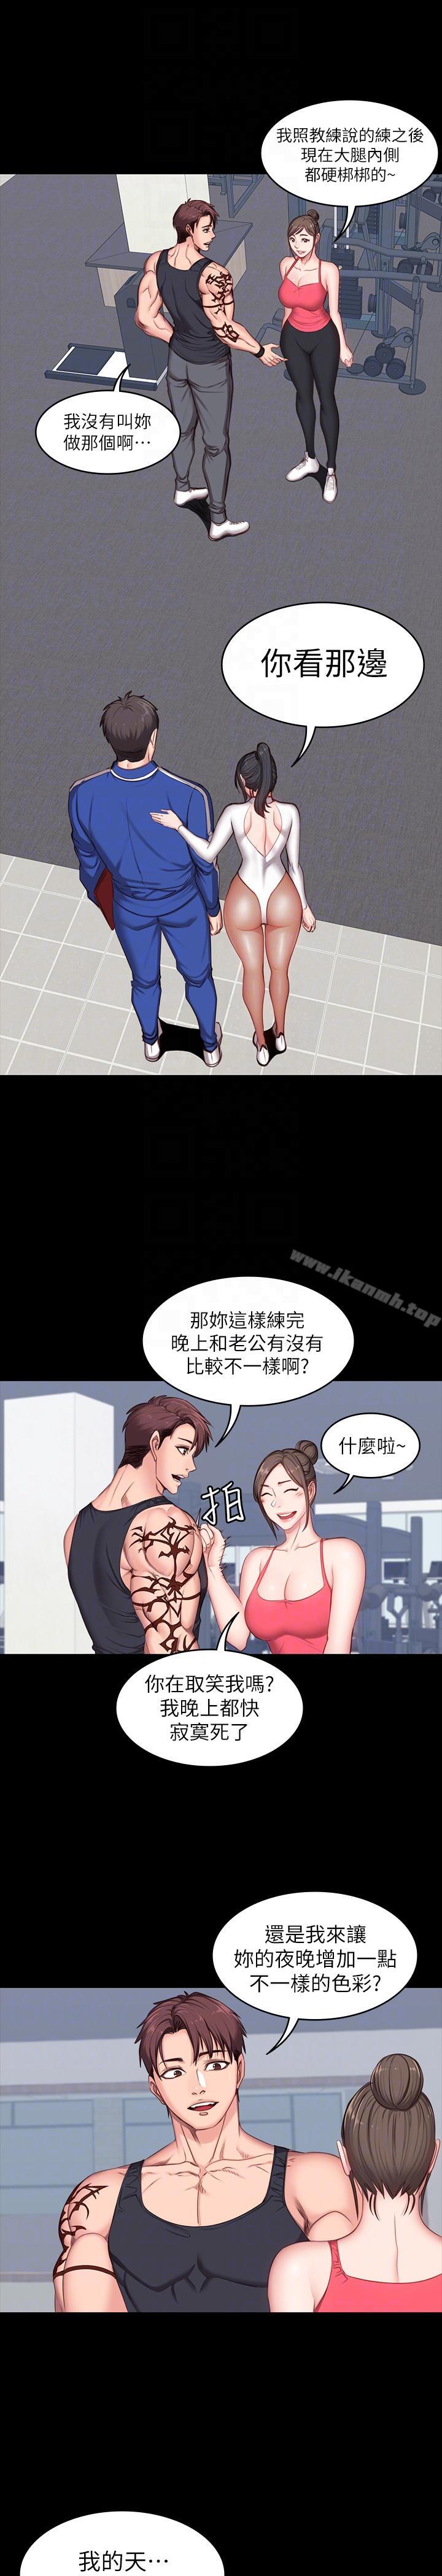 我照教練說的練之後
現在大腿內側
都硬梆梆的~
我沒有叫妳
做那個啊…
你看那邊
www.ikanmh.top
那妳這樣練完
晚上和老公有沒有
比較不一樣啊?
什麼啦~
拍
你在取笑我嗎?
我晚上都快
寂寞死了
還是我來讓
妳的夜晚增加一點
不一樣的色彩?
我的天…